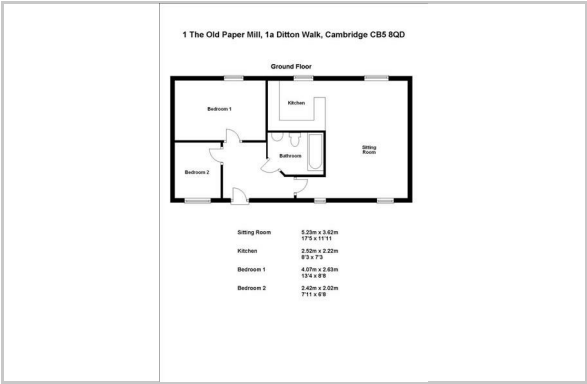 1 The Old Paper Mill, 1a Ditton Walk, Cambridge CB5 8QD
Ground Floor
Bedroom 1
Kitchen
Sitting
Room
Bathroom
Bedroom 2
Sitting Room 5.23m x 3.62m
17'5 x 11'11
Kitchen 2.52m x 2.22m
8'3 x 7'3
Bedroom 1 4.07m x 2.63m
13'4 x 8'8
Bedroom 2 2.42m x 2.02m
7'11 x 6'8